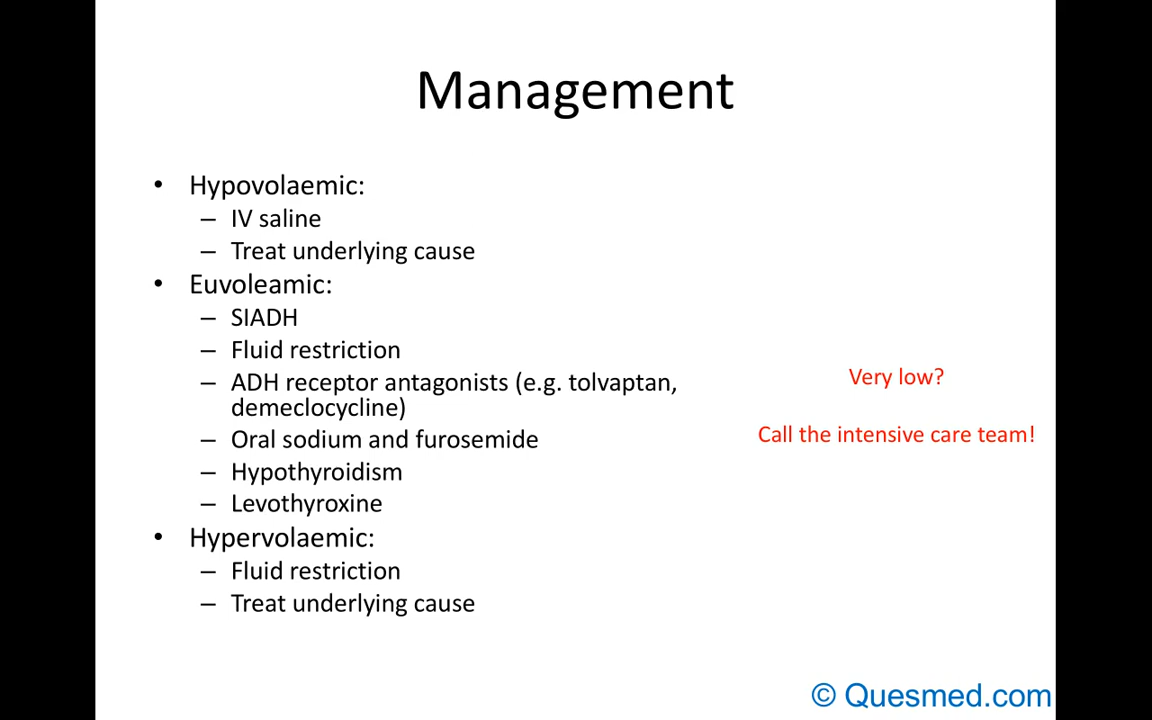 Management
• Hypovolaemic:
– IV saline
– Treat underlying cause
• Euvoleamic:
– SIADH
– Fluid restriction
– ADH receptor antagonists (e.g. tolvaptan,
demeclocycline)
– Oral sodium and furosemide
– Hypothyroidism
– Levothyroxine
• Hypervolaemic:
– Fluid restriction
– Treat underlying cause
Very low?
Call the intensive care team!
© Quesmed.com